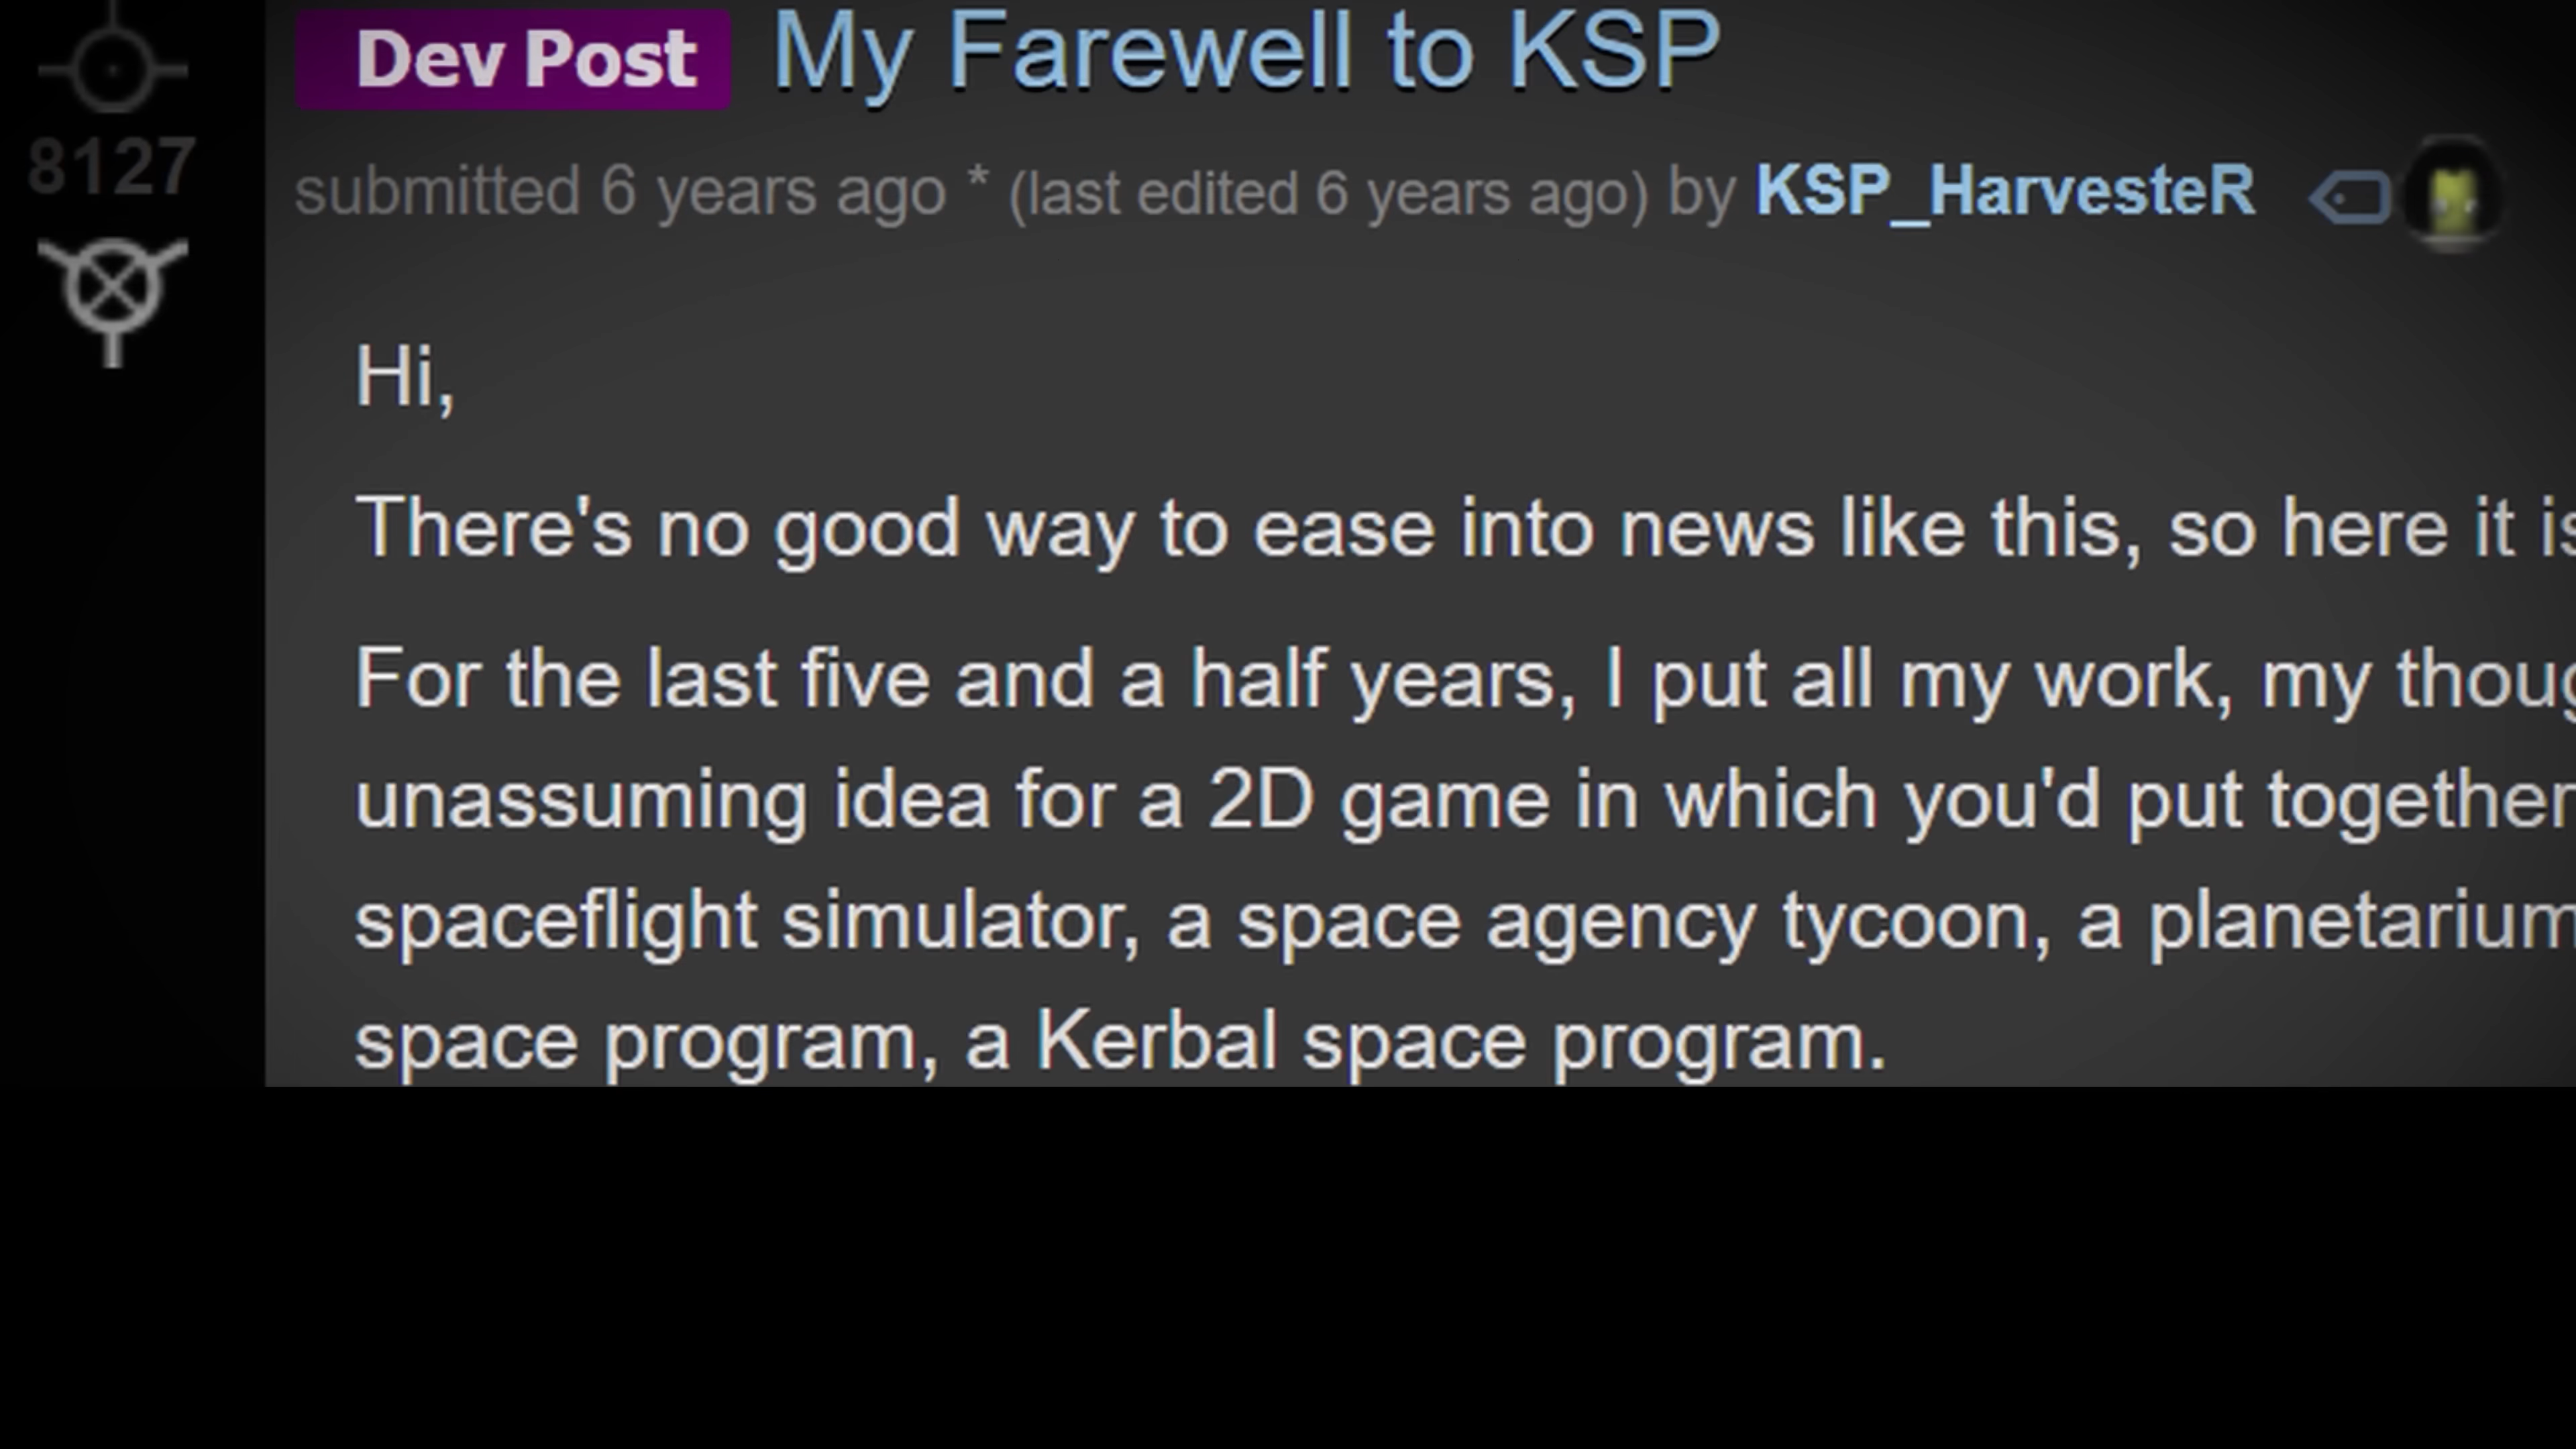 Dev Post My Farewell to KSP
8127
submitted 6 years ago * (last edited 6 years ago) by KSP_HarvesteR
Hi,
There's no good way to ease into news like this, so here it is
For the last five and a half years, I put all my work, my thoug
unassuming idea for a 2D game in which you'd put together
spaceflight simulator, a space agency tycoon, a planetarium
space program, a Kerbal space program.